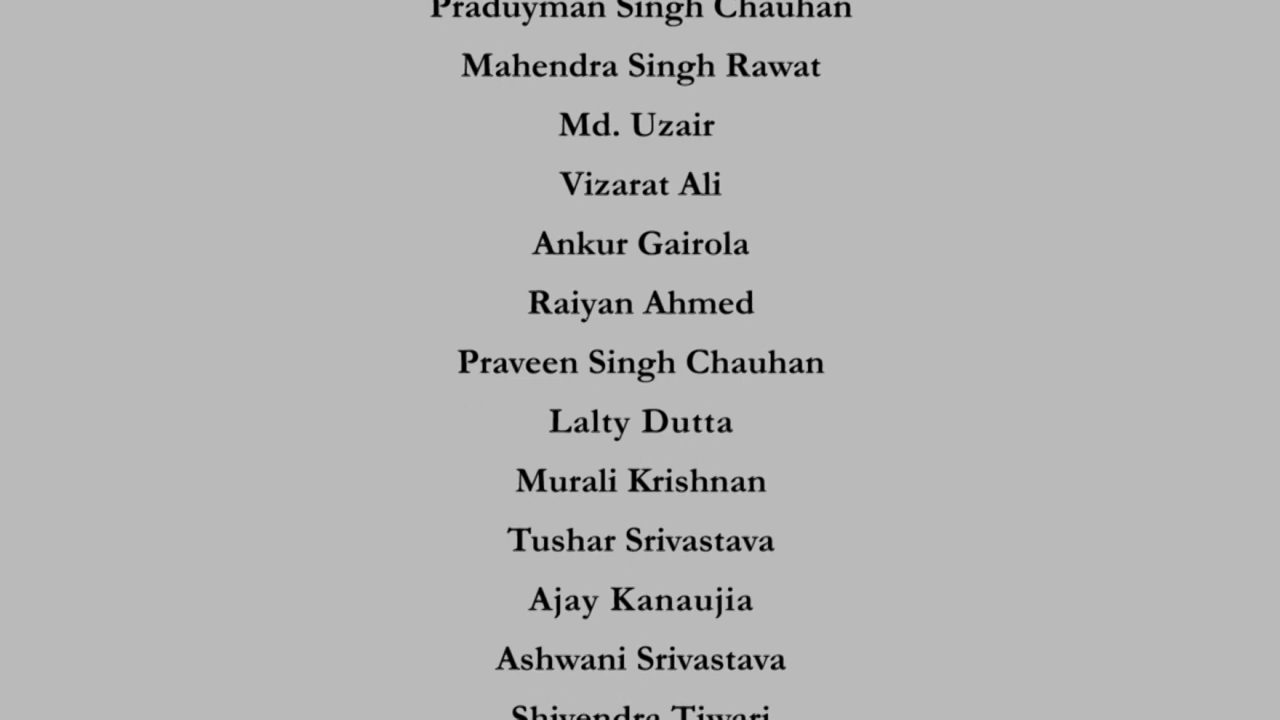 Praduyman Singh Chauhan
Mahendra Singh Rawat
Md. Uzair
Vizarat Ali
Ankur Gairola
Raiyan Ahmed
Praveen Singh Chauhan
Lalty Dutta
Murali Krishnan
Tushar Srivastava
Ajay Kanaujia
Ashwani Srivastava
Shivendra Tiwari